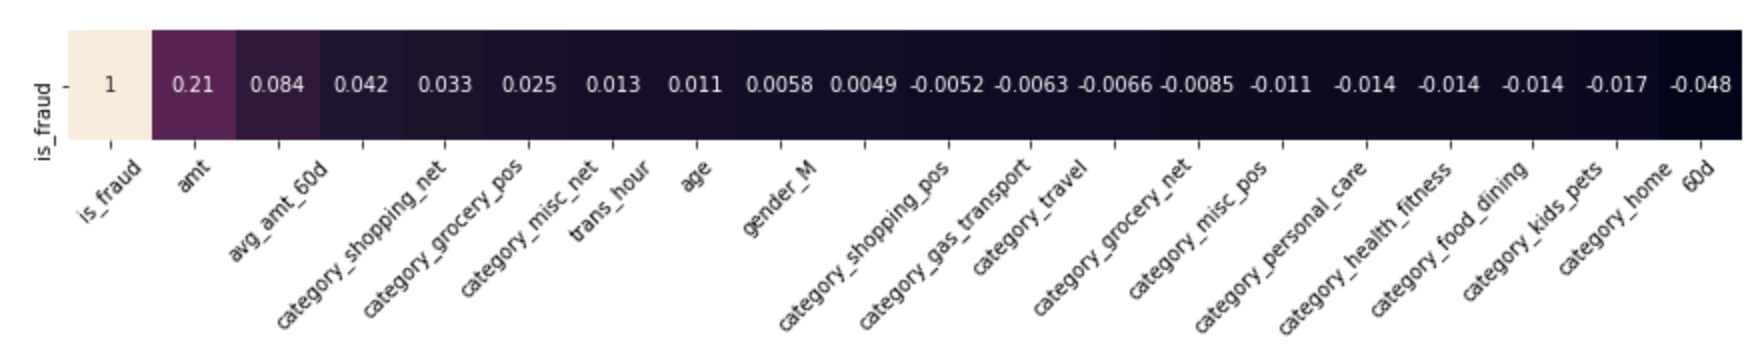 is_fraud
1 0.21 0.084 0.042 0.033 0.025 0.013 0.011 0.0058 0.0049 -0.0052 -0.0063 -0.0066 -0.0085 -0.011 -0.014 -0.014 -0.014 -0.017 -0.048
is_fraud
amt
avg_amt_60d
category_shopping_net
category_grocery_pos
category_misc_net
trans_hour
age
gender_M
category_shopping_pos
category_gas_transport
category_travel
category_grocery_net
category_misc_pos
category_personal_care
category_health_fitness
category_food_dining
category_kids_pets
category_home
60d